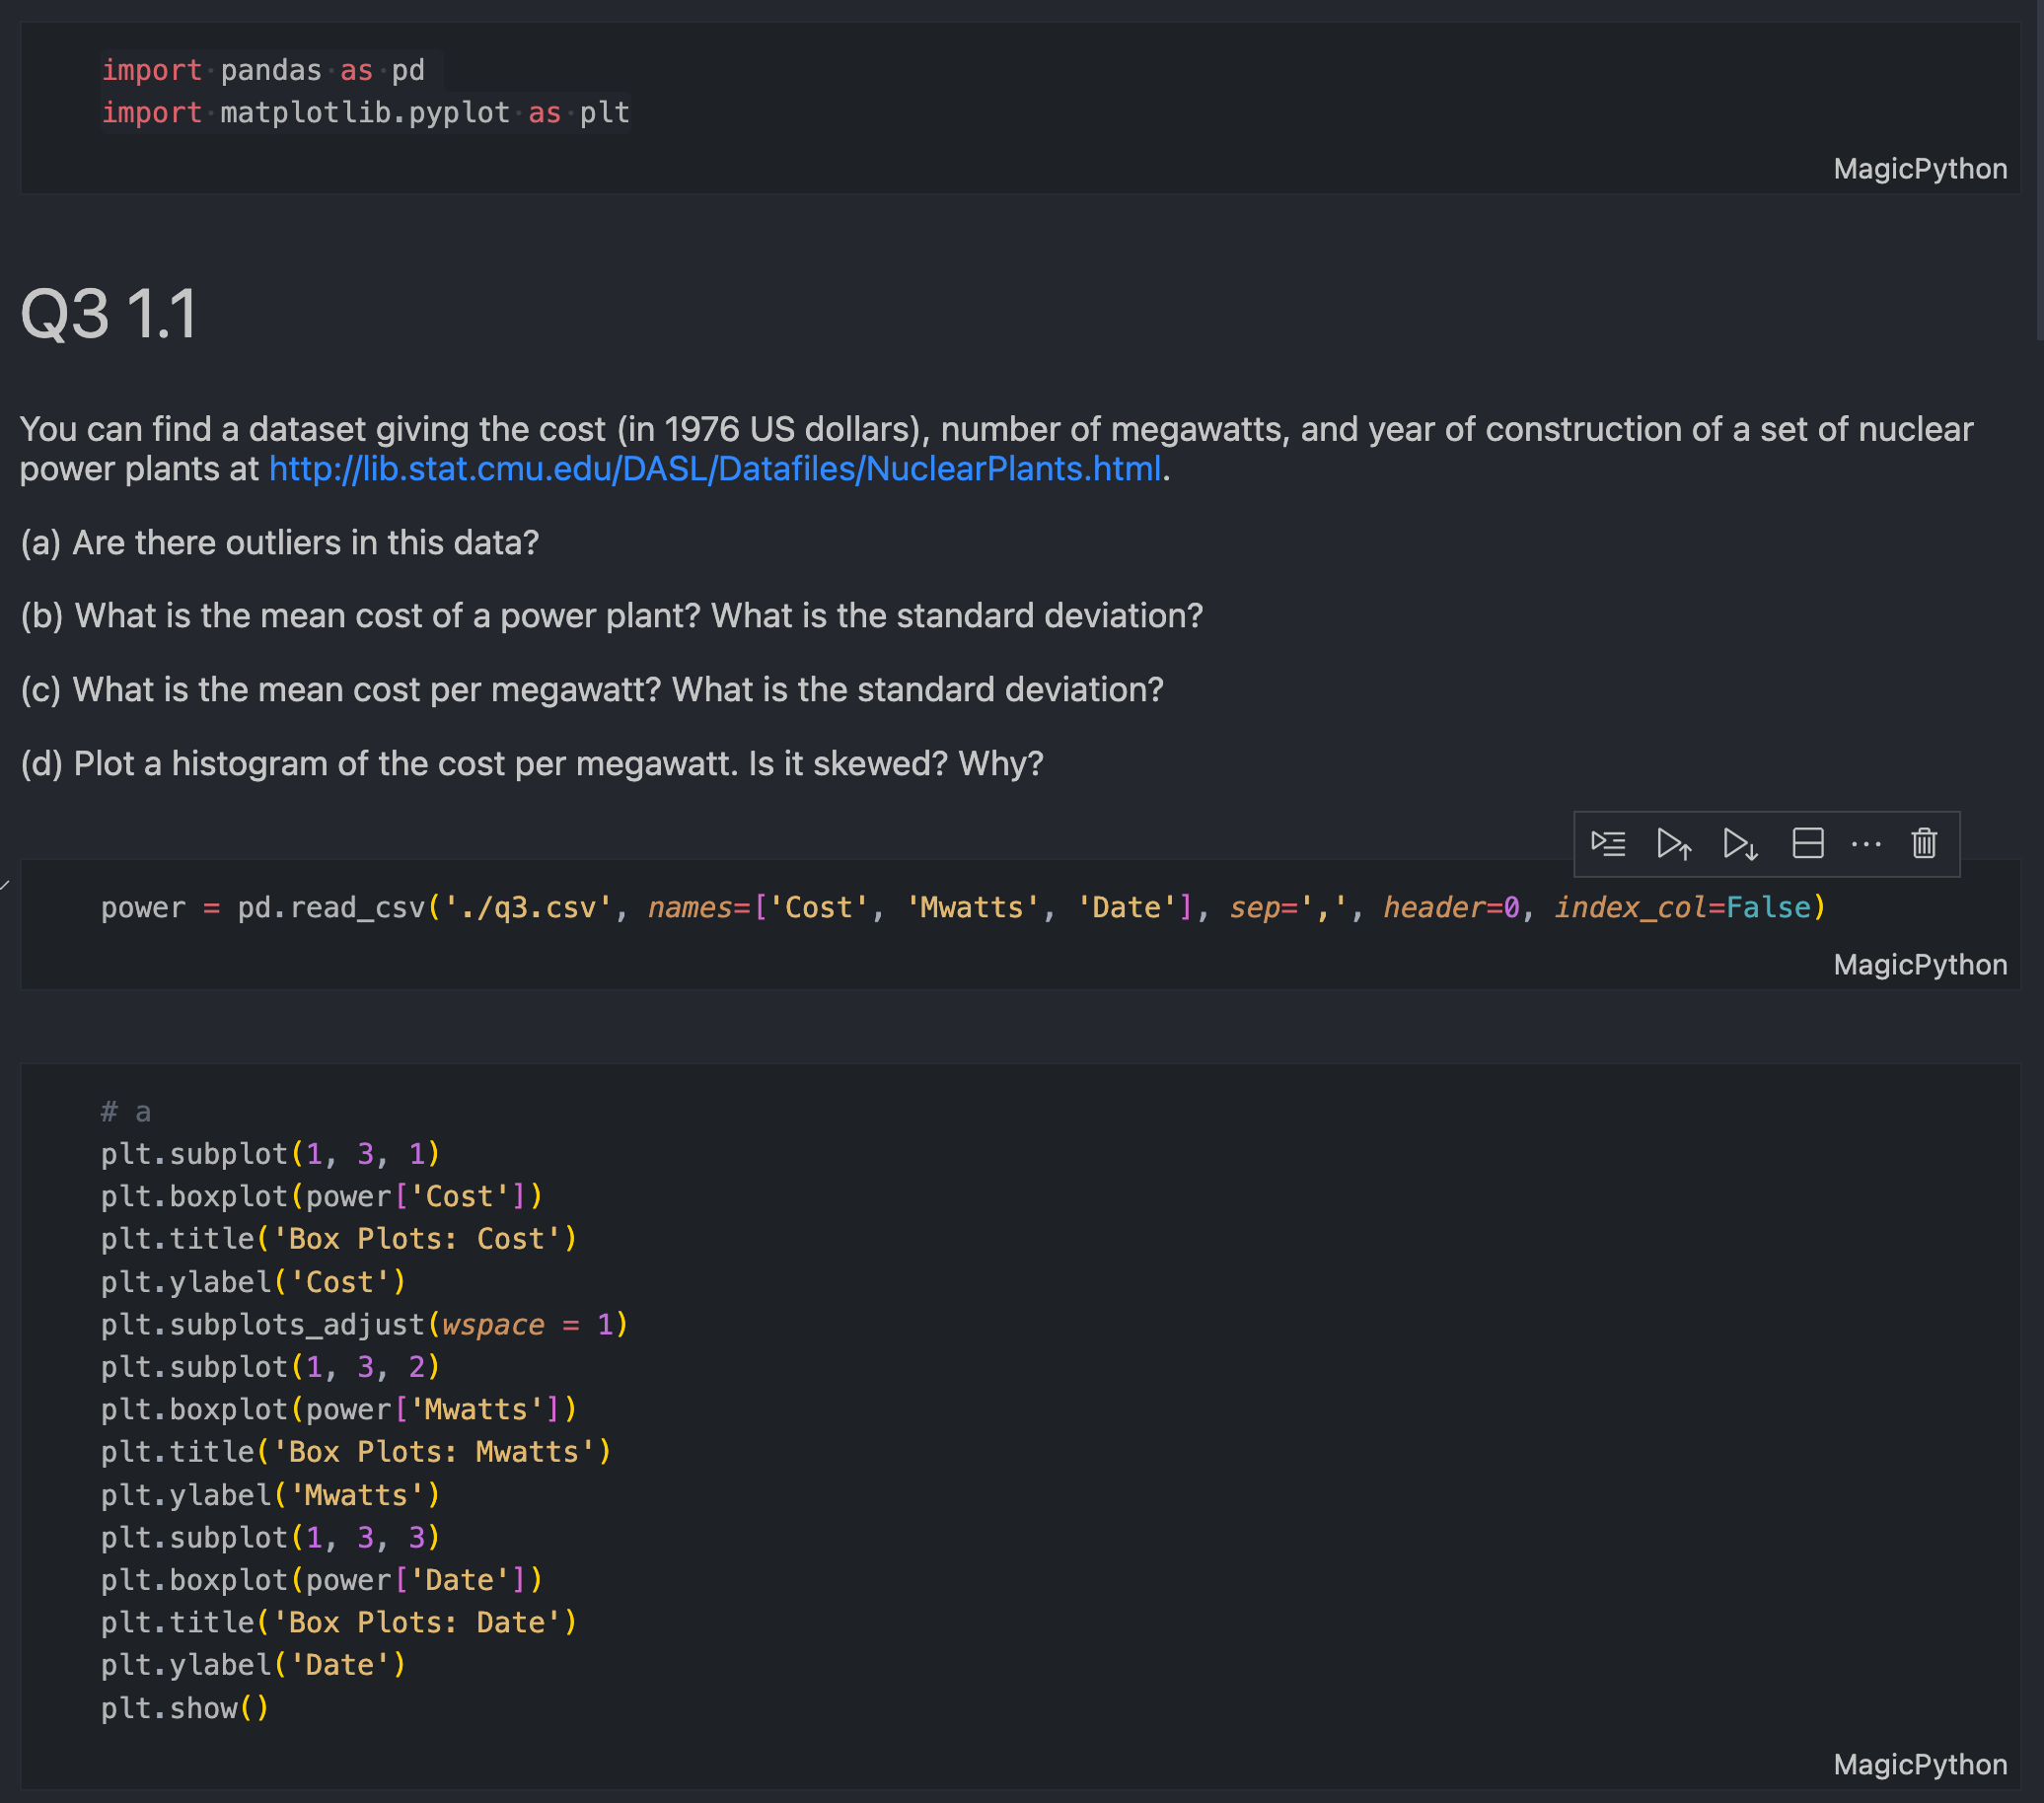 import pandas as pd
import matplotlib.pyplot as plt
MagicPython
Q3 1.1
You can find a dataset giving the cost (in 1976 US dollars), number of megawatts, and year of construction of a set of nuclear
power plants at http://lib.stat.cmu.edu/DASL/Datafiles/NuclearPlants.html.
(a) Are there outliers in this data?
(b) What is the mean cost of a power plant? What is the standard deviation?
(c) What is the mean cost per megawatt? What is the standard deviation?
(d) Plot a histogram of the cost per megawatt. Is it skewed? Why?
power = pd.read_csv('./q3.csv', names=['Cost', 'Mwatts', 'Date'], sep=',', header=0, index_col=False)
MagicPython
# a
plt.subplot(1, 3, 1)
plt.boxplot(power['Cost'])
plt.title('Box Plots: Cost')
plt.ylabel('Cost')
plt.subplots_adjust(wspace = 1)
plt.subplot(1, 3, 2)
plt.boxplot(power['Mwatts'])
plt.title('Box Plots: Mwatts')
plt.ylabel('Mwatts')
plt.subplot(1, 3, 3)
plt.boxplot(power['Date'])
plt.title('Box Plots: Date')
plt.ylabel('Date')
plt.show()
MagicPython